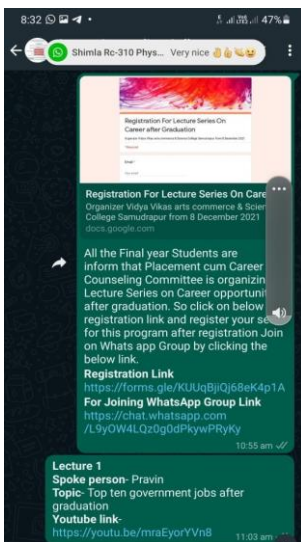 8:32
47%
Shimla Rc-310 Phys... Very nice
Registration For Lecture Series On
Career after Graduation
Registration For Lecture Series On Care
Organizer Vidya Vikas arts commerce & Scien
College Samudrapur from 8 December 2021
docs.google.com
All the Final year Students are
inform that Placement cum Career
Counseling Committee is organizin
Lecture Series on Career opportuni
after graduation. So click on below
registration link and register your se
for this program after registration Join
on Whats app Group by clicking the
below link.
Registration Link
https://forms.gle/KUUqBjiQj68eK4p1A
For Joining WhatsApp Group Link
https://chat.whatsapp.com
/L9yOW4LQz0g0dPkywPRyKy
10:55 am
Lecture 1
Spoke person- Pravin
Topic- Top ten government jobs after
graduation
Youtube link-
https://youtu.be/mraEyorYVn8
11:03 am